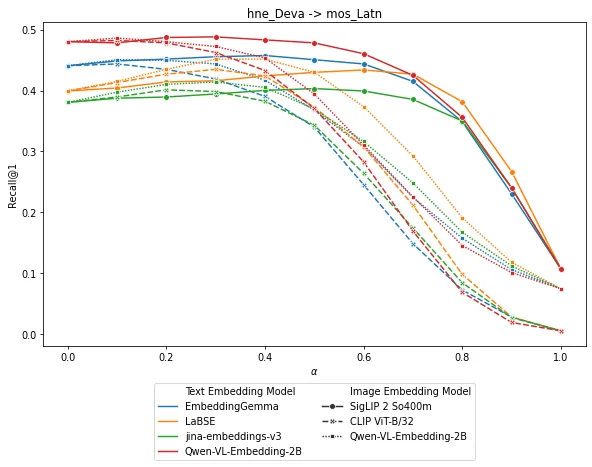 hne_Deva -> mos_Latn
Recall@1
0.5
0.4
0.3
0.2
0.1
0.0
0.0 0.2 0.4 0.6 0.8 1.0
α
Text Embedding Model
EmbeddingGemma
LaBSE
jina-embeddings-v3
Qwen-VL-Embedding-2B
Image Embedding Model
SigLIP 2 So400m
CLIP ViT-B/32
Qwen-VL-Embedding-2B